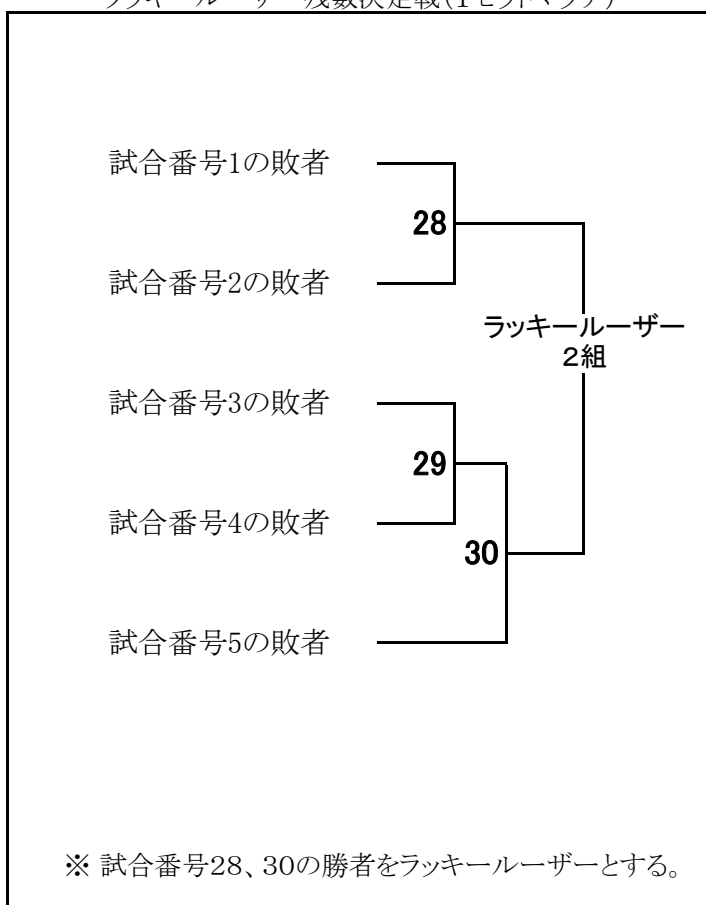 試合番号1の敗者
28
試合番号2の敗者
ラッキールーザー
２組
試合番号3の敗者
29
試合番号4の敗者
30
試合番号5の敗者
※ 試合番号28、30の勝者をラッキールーザーとする。